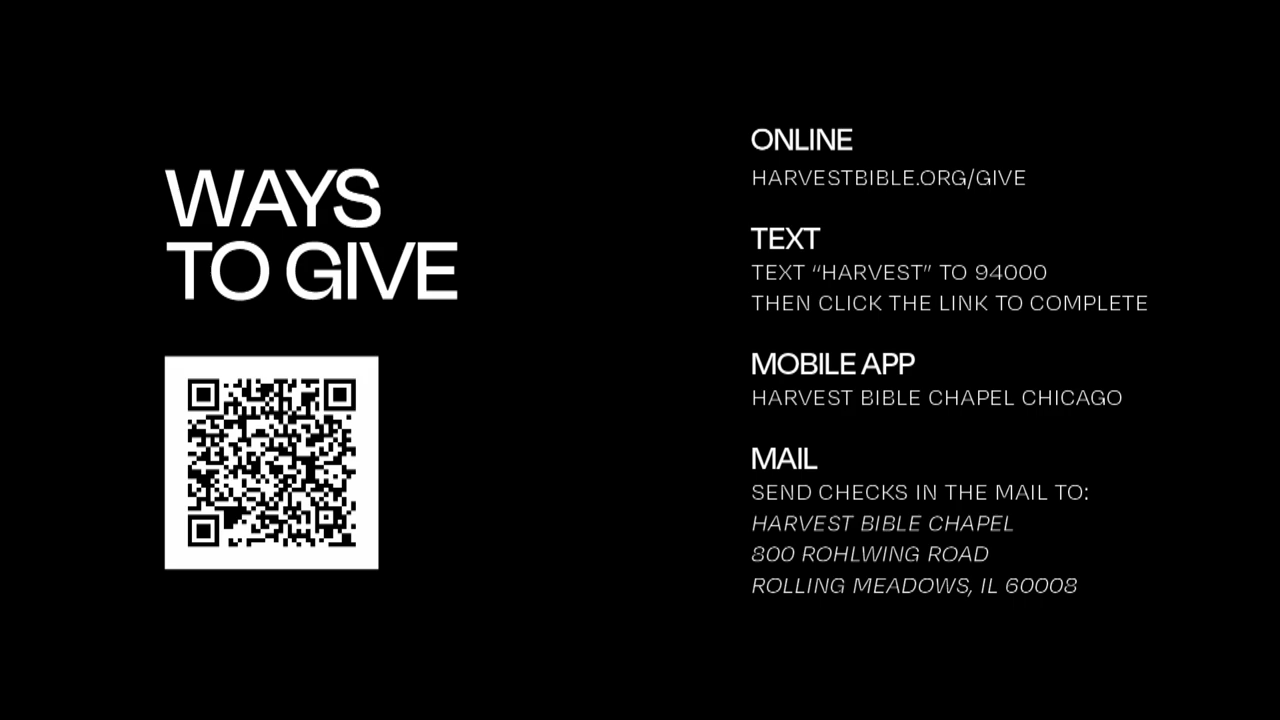 WAYS
TO GIVE
ONLINE
HARVESTBIBLE.ORG/GIVE
TEXT
TEXT “HARVEST” TO 94000
THEN CLICK THE LINK TO COMPLETE
MOBILE APP
HARVEST BIBLE CHAPEL CHICAGO
MAIL
SEND CHECKS IN THE MAIL TO:
HARVEST BIBLE CHAPEL
800 ROHLWING ROAD
ROLLING MEADOWS, IL 60008